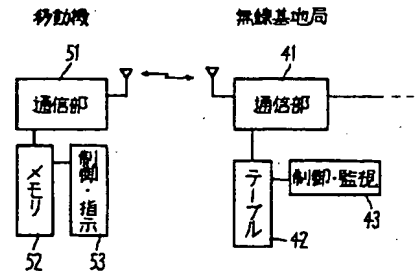 移動機
無線基地局
51
41
通信部
通信部
メモリ
制御・指示
テーブル
制御・監視
52
53
42
43